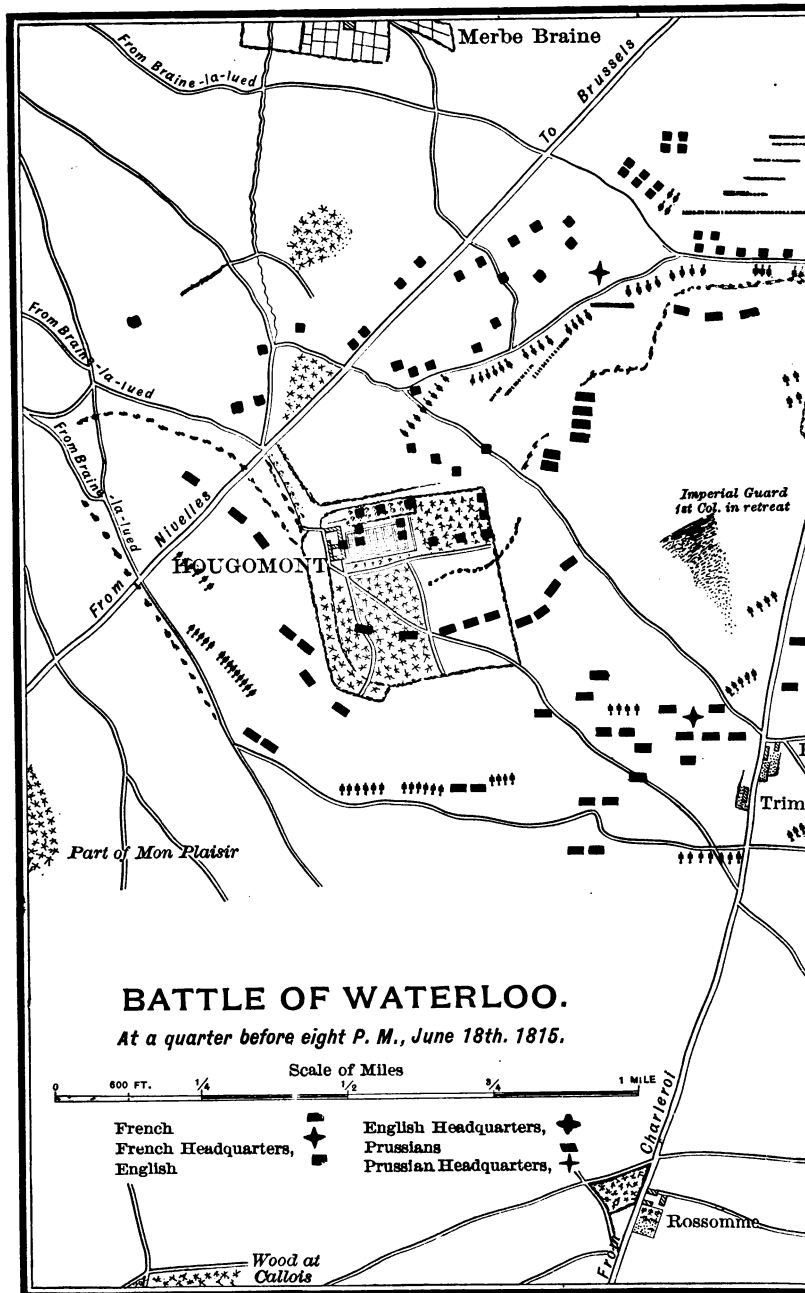 Merbe Braine
From Braine-la-lued
To Brussels
From Braine-la-lued
From Braine-la-lued
From Nivelles
HOUGOMONT
Imperial Guard
1st Col. in retreat
Trim
Part of Mon Plaisir
BATTLE OF WATERLOO.
At a quarter before eight P. M., June 18th. 1815.
Scale of Miles
0 600 FT. 1/4 1/2 3/4 1 MILE
French
French Headquarters,
English
English Headquarters,
Prussians
Prussian Headquarters,
From Charleroi
Rossomme
Wood at
Callois